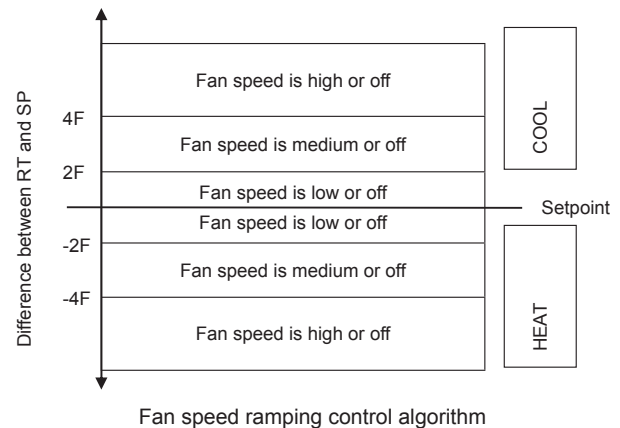 Difference between RT and SP
Fan speed is high or off
4F
Fan speed is medium or off
2F
Fan speed is low or off
Setpoint
Fan speed is low or off
-2F
Fan speed is medium or off
-4F
Fan speed is high or off
COOL
HEAT
Fan speed ramping control algorithm